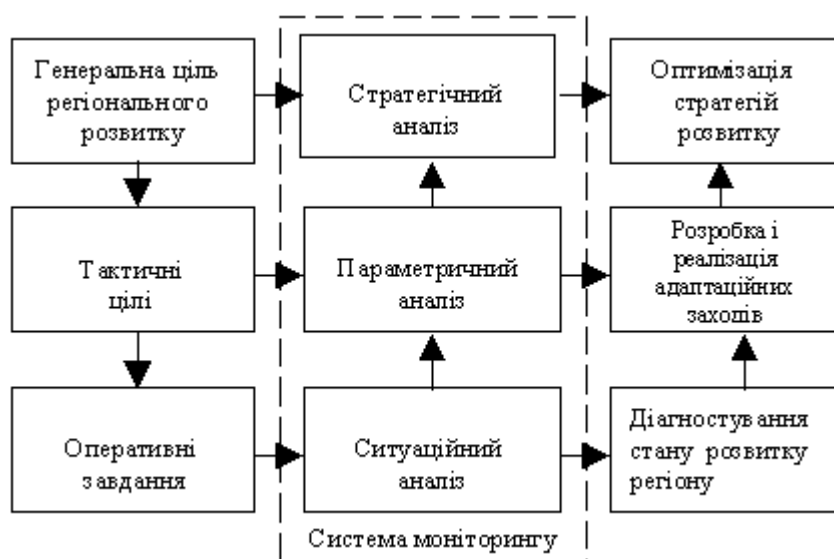 Генеральна ціль
регіонального
розвитку
Стратегічний
аналіз
Оптимізація
стратегій
розвитку
Тактичні
цілі
Параметричний
аналіз
Розробка і
реалізація
адаптаційних
захопів
Оперативні
завдання
Ситуаційний
аналіз
Діагностування
стану розвитку
регіону
Система моніторингу